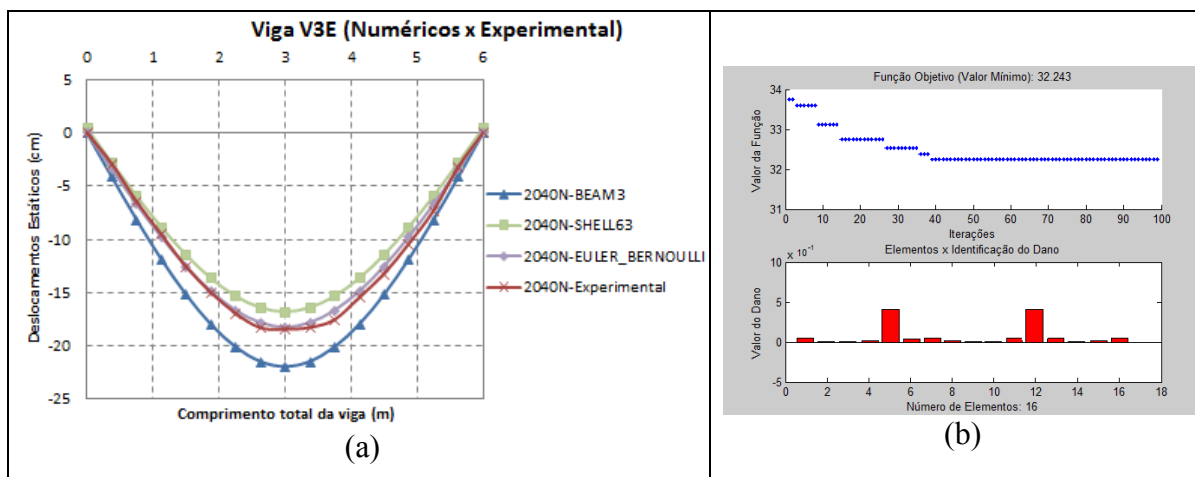 Viga V3E (Numéricos x Experimental)
0 1 2 3 4 5 6
5
0
-5
-10
-15
-20
-25
Deslocamentos Estáticos (cm)
Comprimento total da viga (m)
2040N-BEAM3
2040N-SHELL63
2040N-EULER_BERNOULLI
2040N-Experimental
(a)
Função Objetivo (Valor Mínimo): 32.243
34
33
32
31
Valor da Função
0 10 20 30 40 50 60 70 80 90 100
Iterações
Elementos x Identificação do Dano
x 10⁻¹
10
5
0
-5
Valor do Dano
0 2 4 6 8 10 12 14 16 18
Número de Elementos: 16
(b)